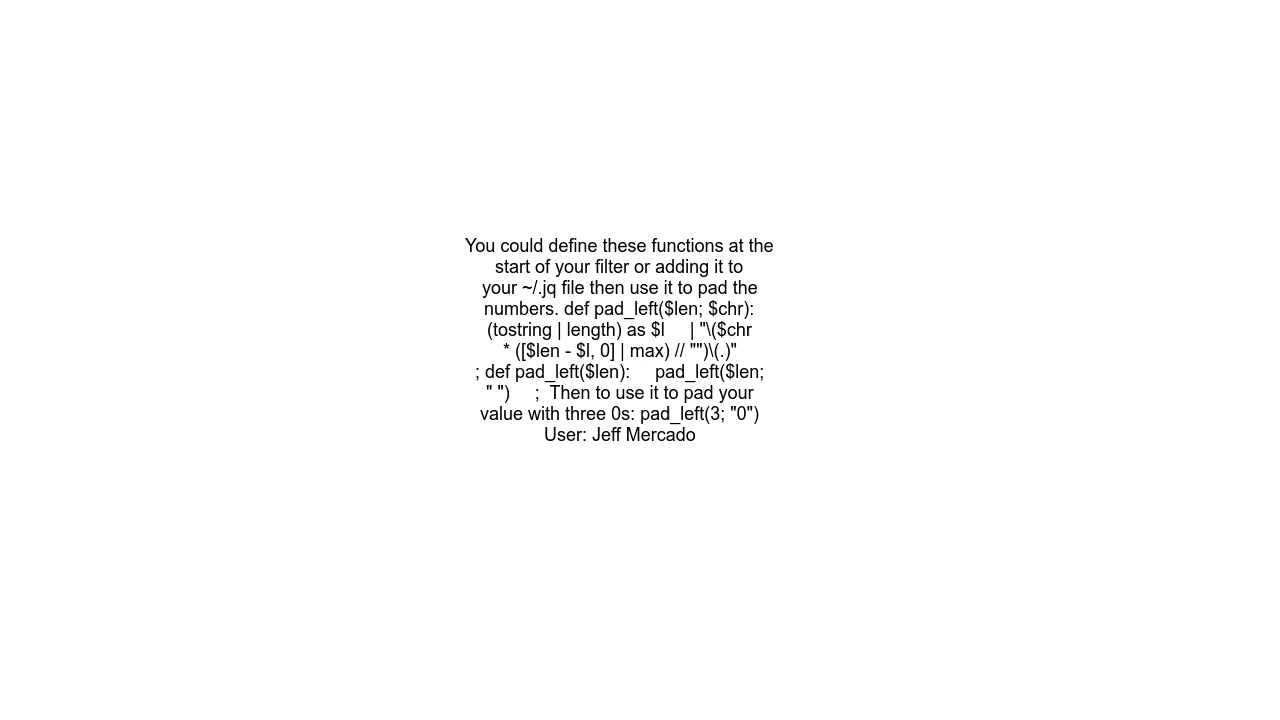 You could define these functions at the
start of your filter or adding it to
your ~/.jq file then use it to pad the
numbers. def pad_left($len; $chr):
(tostring | length) as $l     | "\($chr
* ([$len - $l, 0] | max) // "")\(.)"
; def pad_left($len):     pad_left($len;
" ")     ;  Then to use it to pad your
value with three 0s: pad_left(3; "0")
User: Jeff Mercado